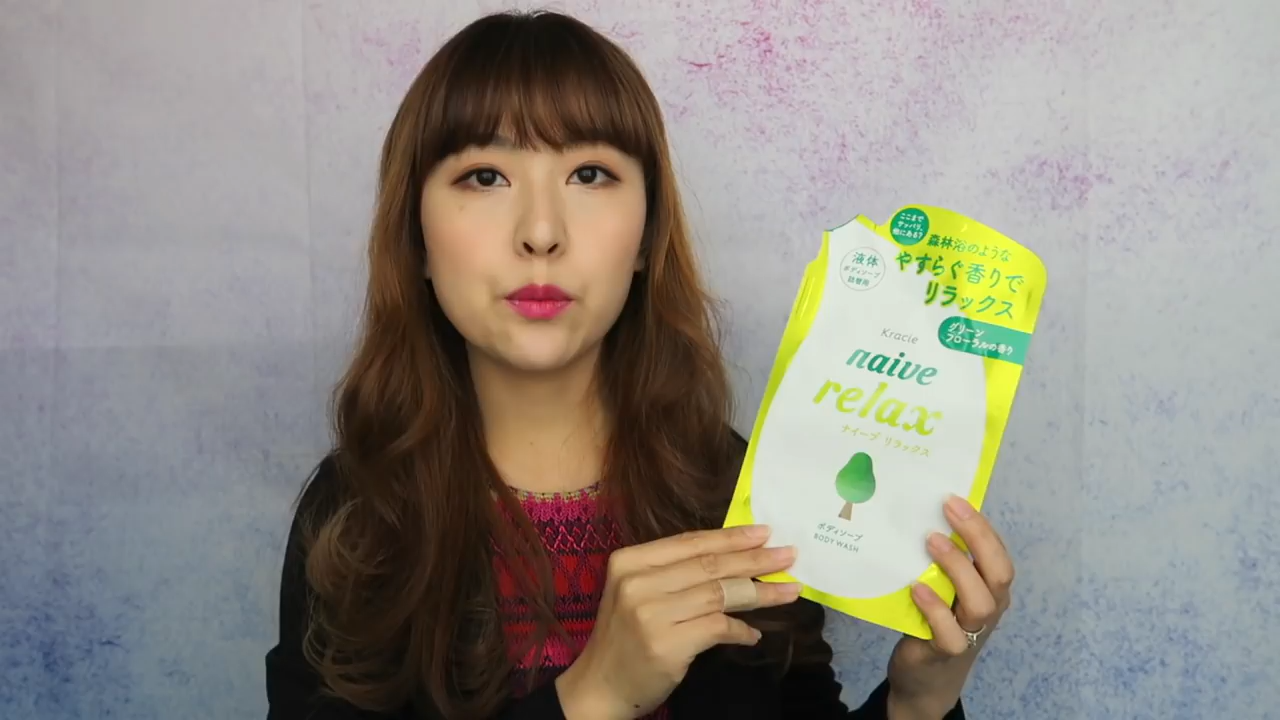 ここまで
サッパリ、
他にある?
森林浴のような
やすらぐ香りで
リラックス
液体
ボディソープ
詰替用
グリーン
フローラルの香り
Kracie
naive
relax
ナイーブ リラックス
ボディソープ
BODY WASH